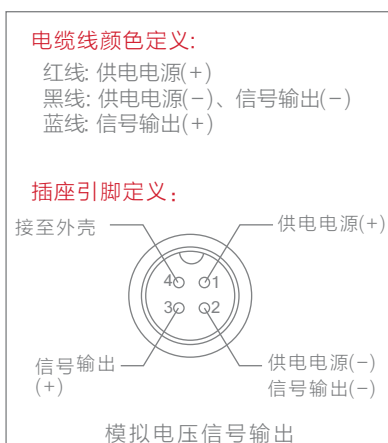 电缆线颜色定义:
红线: 供电电源(+)
黑线: 供电电源(-)、信号输出(-)
蓝线: 信号输出(+)
插座引脚定义:
接至外壳
供电电源(+)
4 1
3 2
信号输出
(+)
供电电源(-)
信号输出(-)
模拟电压信号输出